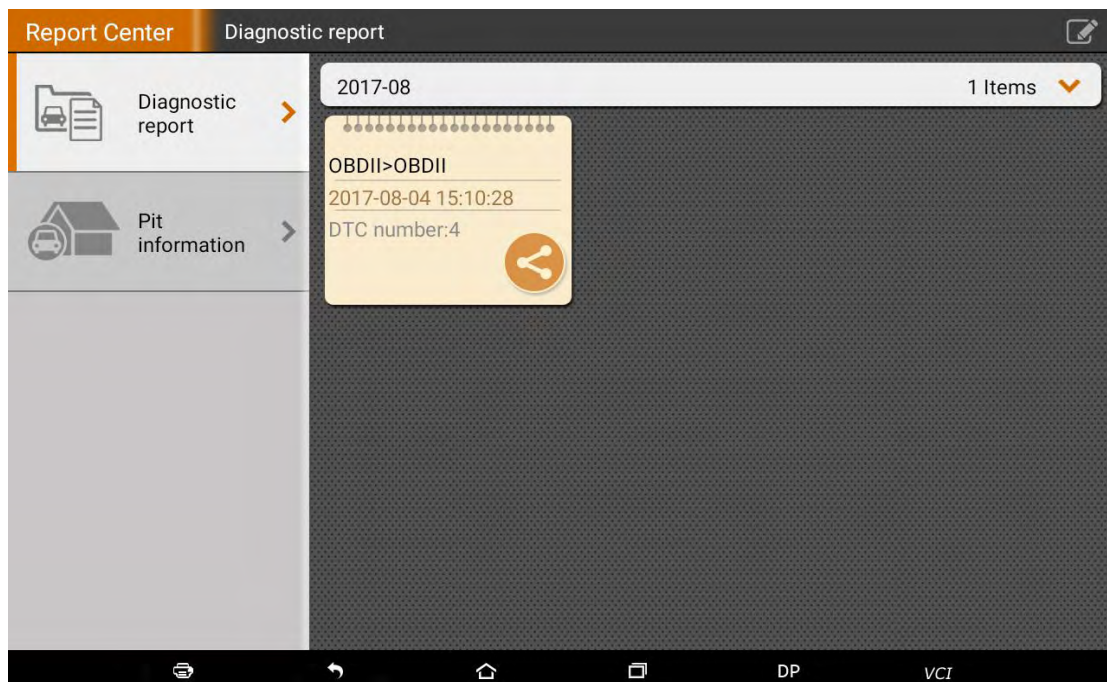 Report Center
Diagnostic report
Diagnostic
report
Pit
information
2017-08
1 Items
OBDII>OBDII
2017-08-04 15:10:28
DTC number:4
DP
VCI